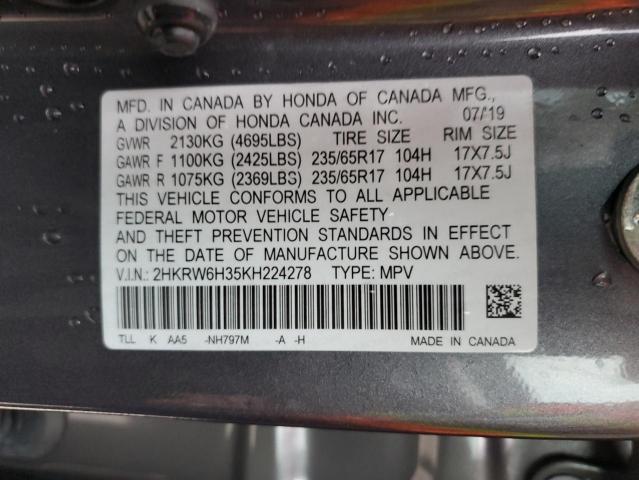 MFD. IN CANADA BY HONDA OF CANADA MFG.,
A DIVISION OF HONDA CANADA INC. 07/19
GVWR 2130KG (4695LBS) TIRE SIZE RIM SIZE
GAWR F 1100KG (2425LBS) 235/65R17 104H 17X7.5J
GAWR R 1075KG (2369LBS) 235/65R17 104H 17X7.5J
THIS VEHICLE CONFORMS TO ALL APPLICABLE
FEDERAL MOTOR VEHICLE SAFETY
AND THEFT PREVENTION STANDARDS IN EFFECT
ON THE DATE OF MANUFACTURE SHOWN ABOVE.
V.I.N: 2HKRW6H35KH224278 TYPE: MPV
TLL K AA5 -NH797M -A -H MADE IN CANADA